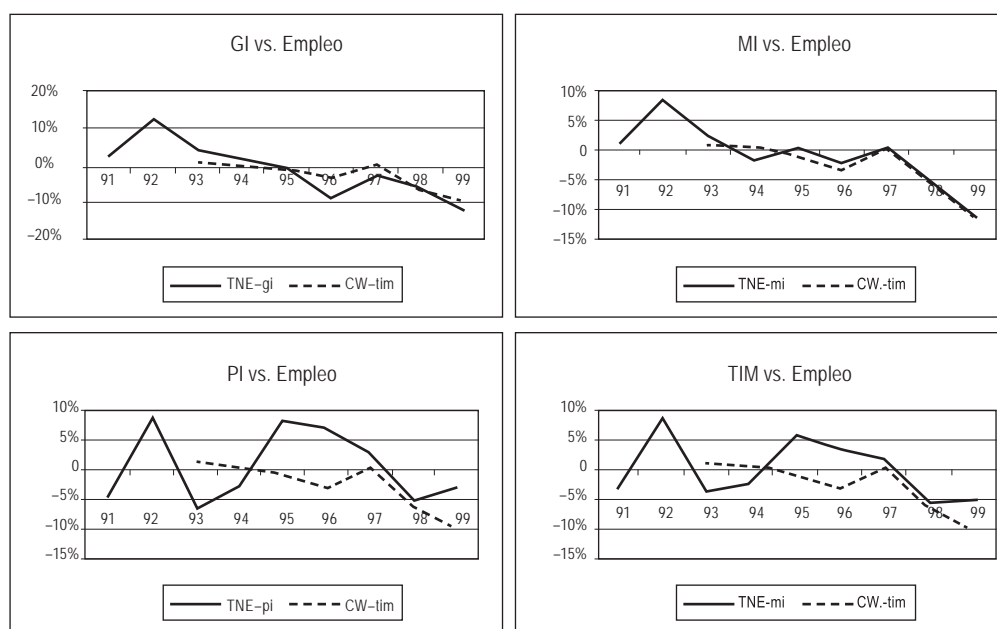 GI vs. Empleo
20%
10%
0%
−10%
−20%
91 92 93 94 95 96 97 98 99
TNE–gi CW–tim
MI vs. Empleo
10%
5%
0
−5%
−10%
−15%
91 92 93 94 95 96 97 98 99
TNE-mi CW.-tim
PI vs. Empleo
10%
5%
0
−5%
−10%
−15%
91 92 93 94 95 96 97 98 99
TNE–pi CW–tim
TIM vs. Empleo
10%
5%
0
−5%
−10%
−15%
91 92 93 94 95 96 97 98 99
TNE-mi CW.-tim